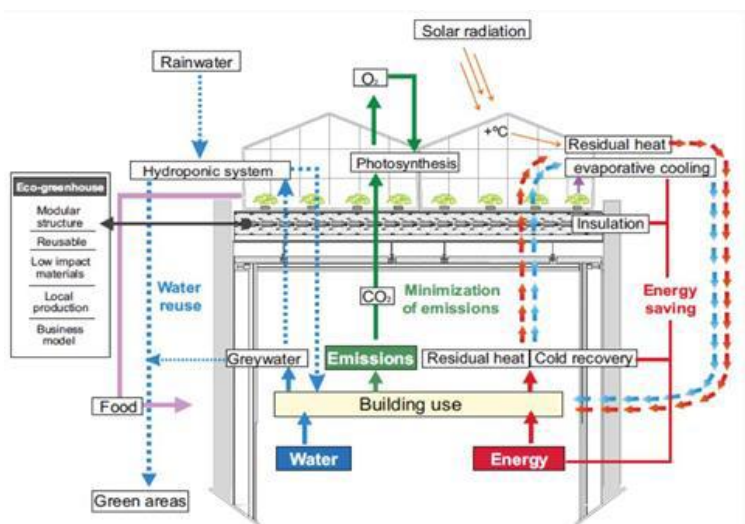 Solar radiation
Rainwater
O₂
+ºC
Residual heat
Hydroponic system
Photosynthesis
evaporative cooling
Eco-greenhouse
Modular
structure
Reusable
Low impact
materials
Local
production
Business
model
Insulation
Water
reuse
CO₂
Minimization
of emissions
Energy
saving
Greywater
Emissions
Residual heat
Cold recovery
Food
Building use
Water
Energy
Green areas